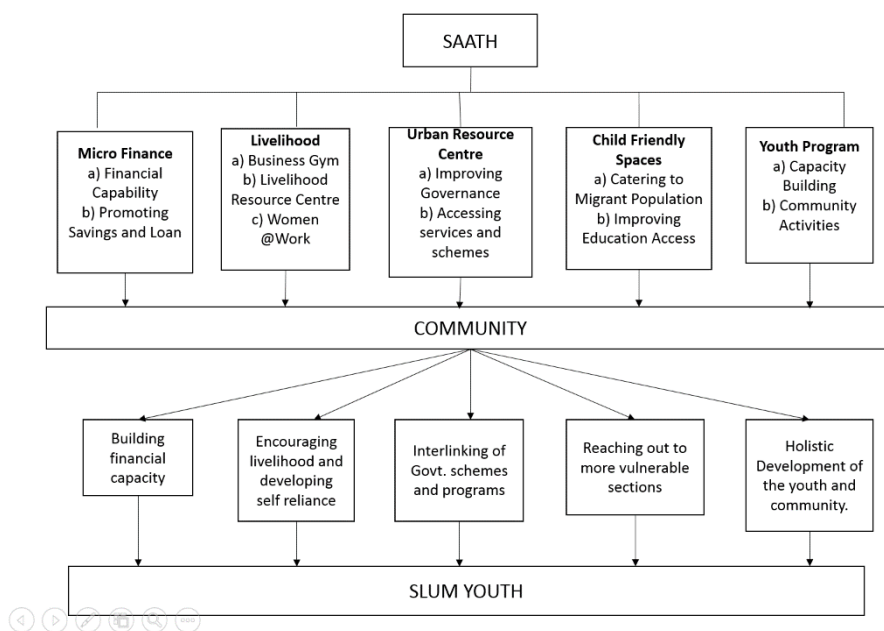 SAATH
Micro Finance
a) Financial
Capability
b) Promoting
Savings and Loan
Livelihood
a) Business Gym
b) Livelihood
Resource Centre
c) Women
@Work
Urban Resource
Centre
a) Improving
Governance
b) Accessing
services and
schemes
Child Friendly
Spaces
a) Catering to
Migrant Population
b) Improving
Education Access
Youth Program
a) Capacity
Building
b) Community
Activities
COMMUNITY
Building
financial
capacity
Encouraging
livelihood and
developing
self reliance
Interlinking of
Govt. schemes
and programs
Reaching out to
more vulnerable
sections
Holistic
Development of
the youth and
community.
SLUM YOUTH